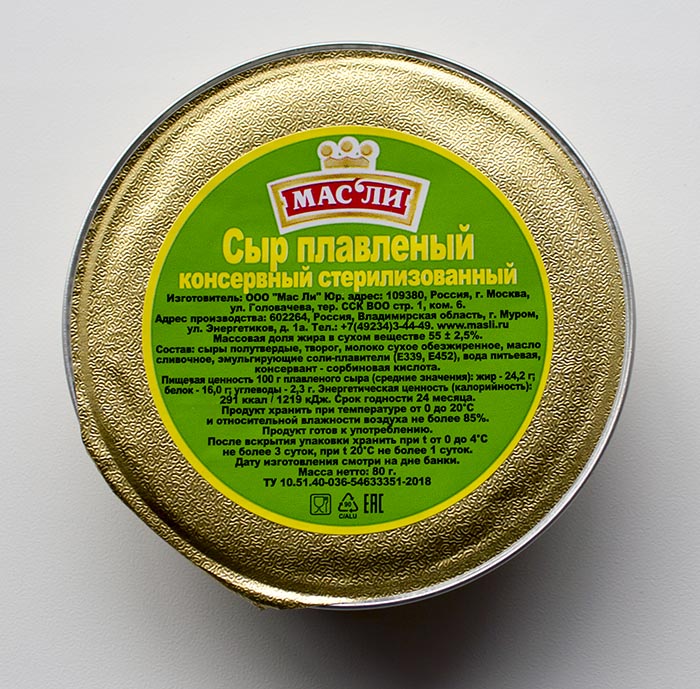 МАС'ЛИ
Сыр плавленый
консервный стерилизованный
Изготовитель: ООО "Мас Ли" Юр. адрес: 109380, Россия, г. Москва,
ул. Головачева, тер. ССК ВОО стр. 1, ком. 6.
Адрес производства: 602264, Россия, Владимирская область, г. Муром,
ул. Энергетиков, д. 1а. Тел.: +7(49234)3-44-49. www.masli.ru
Массовая доля жира в сухом веществе 55 ± 2,5%.
Состав: сыры полутвердые, творог, молоко сухое обезжиренное, масло
сливочное, эмульгирующие соли-плавители (Е339, Е452), вода питьевая,
консервант - сорбиновая кислота.
Пищевая ценность 100 г плавленого сыра (средние значения): жир - 24,2 г;
белок - 16,0 г; углеводы - 2,3 г. Энергетическая ценность (калорийность):
291 ккал / 1219 кДж. Срок годности 24 месяца.
Продукт хранить при температуре от 0 до 20°С
и относительной влажности воздуха не более 85%.
Продукт готов к употреблению.
После вскрытия упаковки хранить при t от 0 до 4°С
не более 3 суток, при t 20°С не более 1 суток.
Дату изготовления смотри на дне банки.
Масса нетто: 80 г.
ТУ 10.51.40-036-54633351-2018
90
C/ALU
EAC